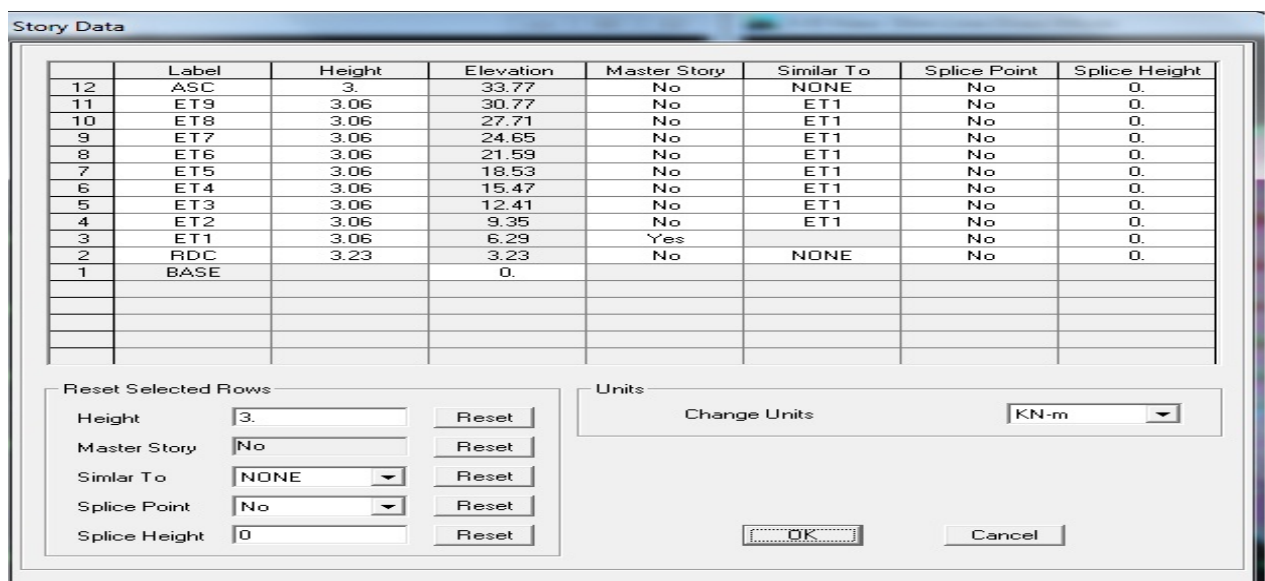 Story Data
Label Height Elevation Master Story Similar To Splice Point Splice Height
12 ASC 3. 33.77 No NONE No 0.
11 ET9 3.06 30.77 No ET1 No 0.
10 ET8 3.06 27.71 No ET1 No 0.
9 ET7 3.06 24.65 No ET1 No 0.
8 ET6 3.06 21.59 No ET1 No 0.
7 ET5 3.06 18.53 No ET1 No 0.
6 ET4 3.06 15.47 No ET1 No 0.
5 ET3 3.06 12.41 No ET1 No 0.
4 ET2 3.06 9.35 No ET1 No 0.
3 ET1 3.06 6.29 Yes No 0.
2 RDC 3.23 3.23 No NONE No 0.
1 BASE 0.
Reset Selected Rows
Height 3. Reset
Master Story No Reset
Simlar To NONE Reset
Splice Point No Reset
Splice Height 0 Reset
Units
Change Units KN-m
OK Cancel